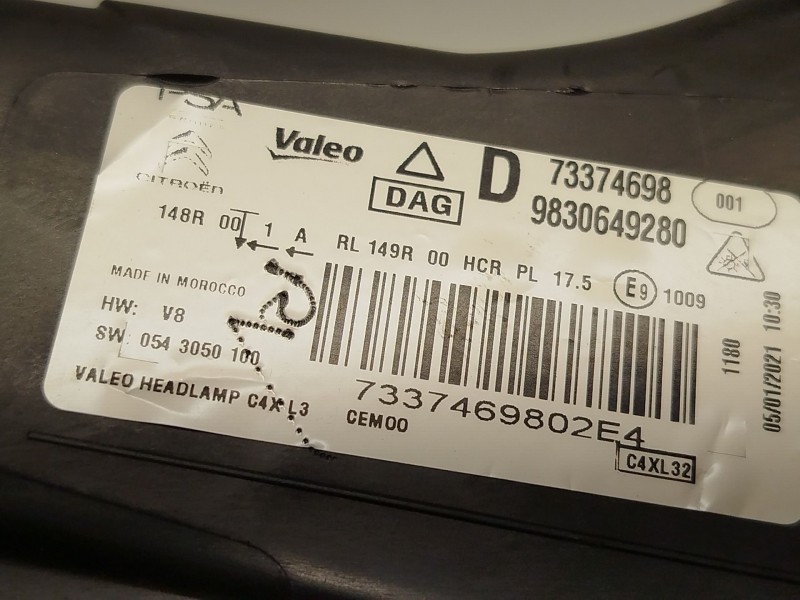 PSA
CITROËN
Valeo
DAG
D 73374698
9830649280
001
148R 00 1 A
RL 149R 00 HCR PL 17.5 E9 1009
MADE IN MOROCCO
HW: V8
SW: 054 3050 100
VALEO HEADLAMP C4X L3
CEM00
7337469802E4
C4XL32
1180
05/01/2021 10:30